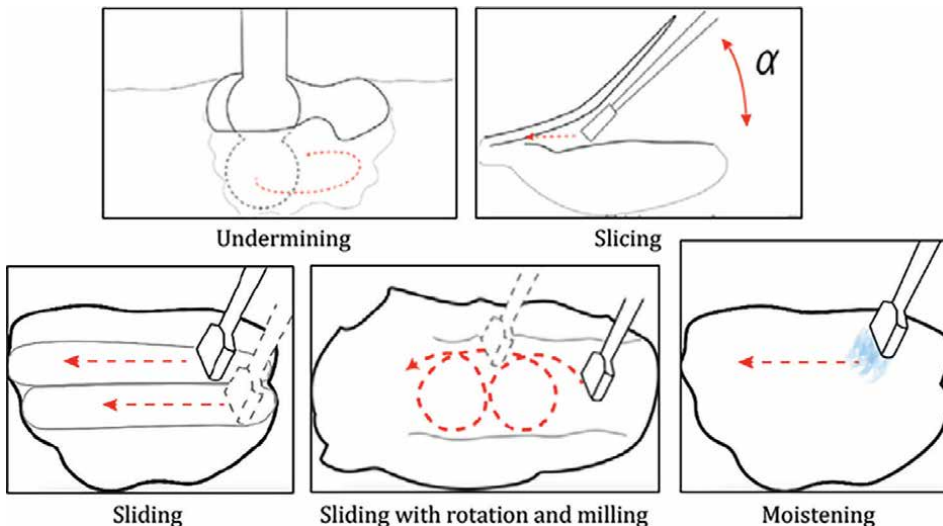 α
Undermining
Slicing
Sliding
Sliding with rotation and milling
Moistening